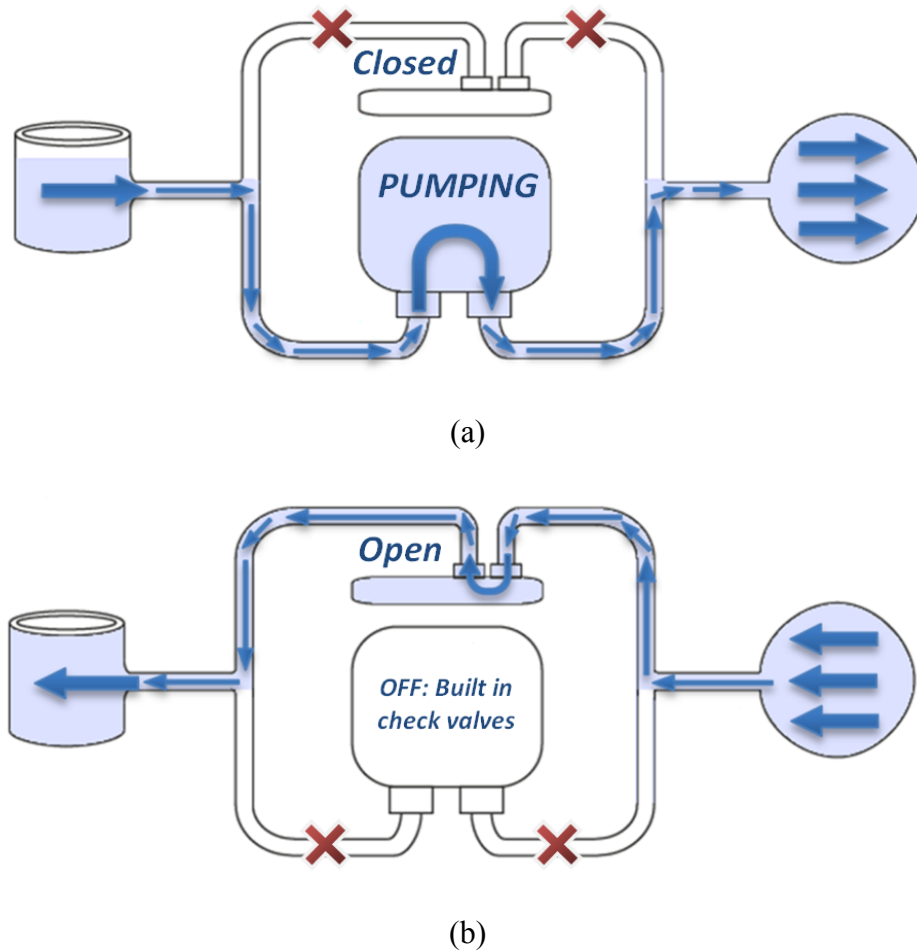 Closed
PUMPING
(a)
Open
OFF: Built in
check valves
(b)